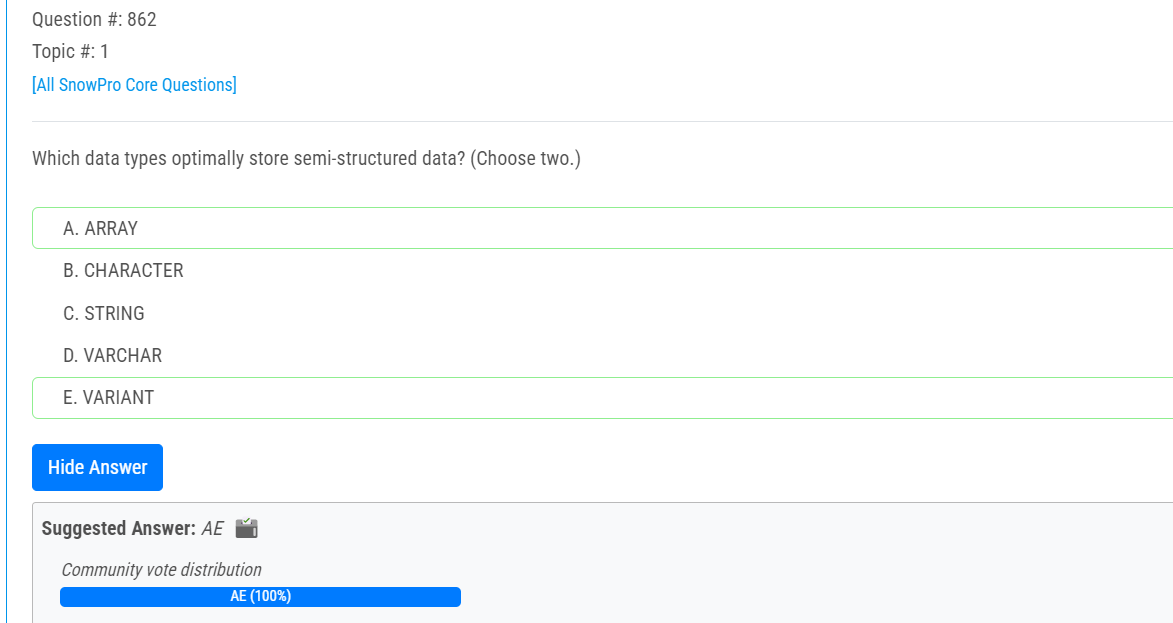 Question #: 862
Topic #: 1
[All SnowPro Core Questions]
Which data types optimally store semi-structured data? (Choose two.)
A. ARRAY
B. CHARACTER
C. STRING
D. VARCHAR
E. VARIANT
Hide Answer
Suggested Answer: AE
Community vote distribution
AE (100%)